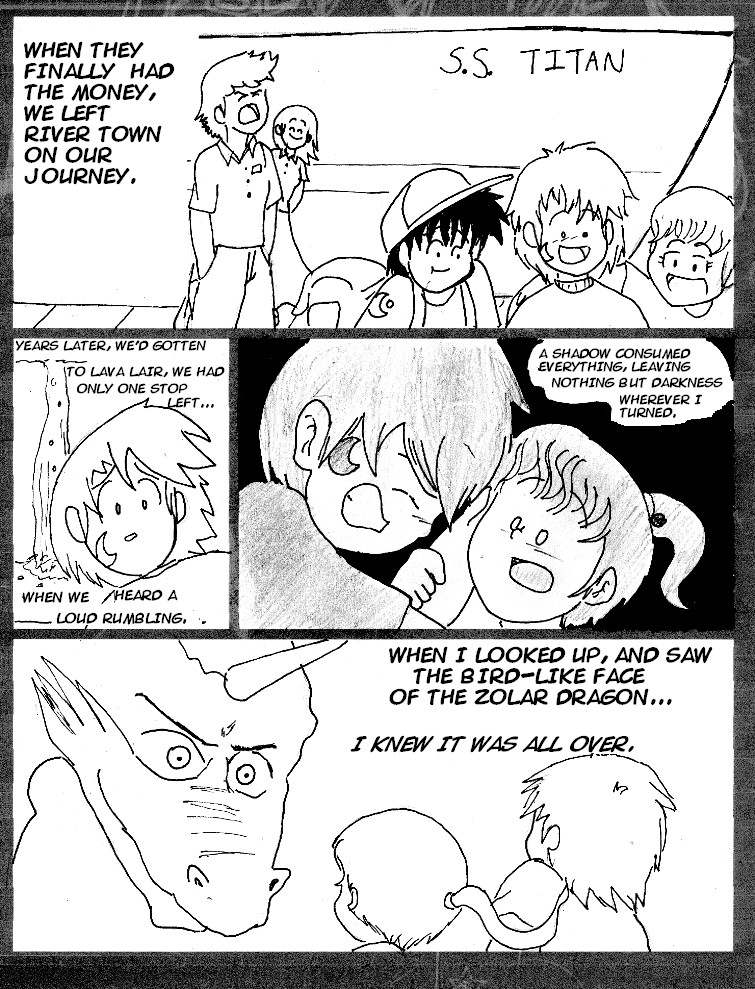 WHEN THEY
FINALLY HAD
THE MONEY,
WE LEFT
RIVER TOWN
ON OUR
JOURNEY.
S.S. TITAN
YEARS LATER, WE'D GOTTEN
TO LAVA LAIR, WE HAD
ONLY ONE STOP
LEFT...
WHEN WE HEARD A
LOUD RUMBLING. .
A SHADOW CONSUMED
EVERYTHING, LEAVING
NOTHING BUT DARKNESS
WHEREVER I
TURNED.
WHEN I LOOKED UP, AND SAW
THE BIRD-LIKE FACE
OF THE ZOLAR DRAGON...
I KNEW IT WAS ALL OVER.